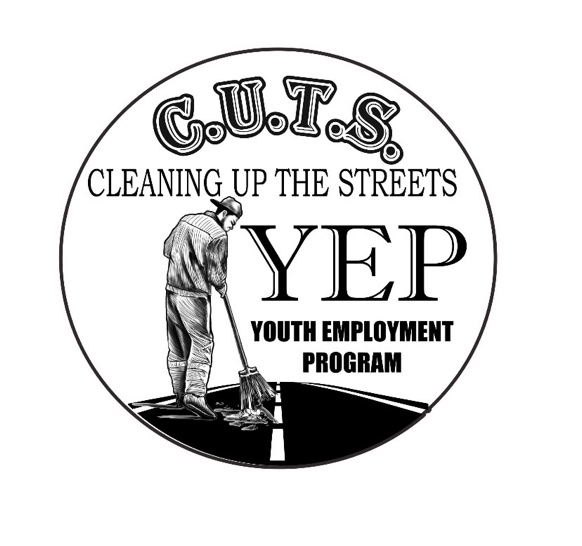 C.U.T.S.
CLEANING UP THE STREETS
YEP
YOUTH EMPLOYMENT
PROGRAM